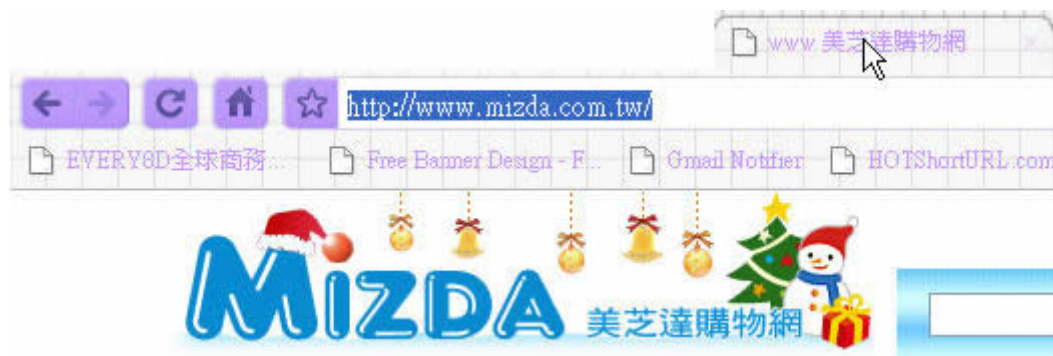 www 美芝達購物網
http://www.mizda.com.tw/
EVERY8D全球商務... Free Banner Design - F... Gmail Notifier HOTShortURL.com
MIZDA 美芝達購物網